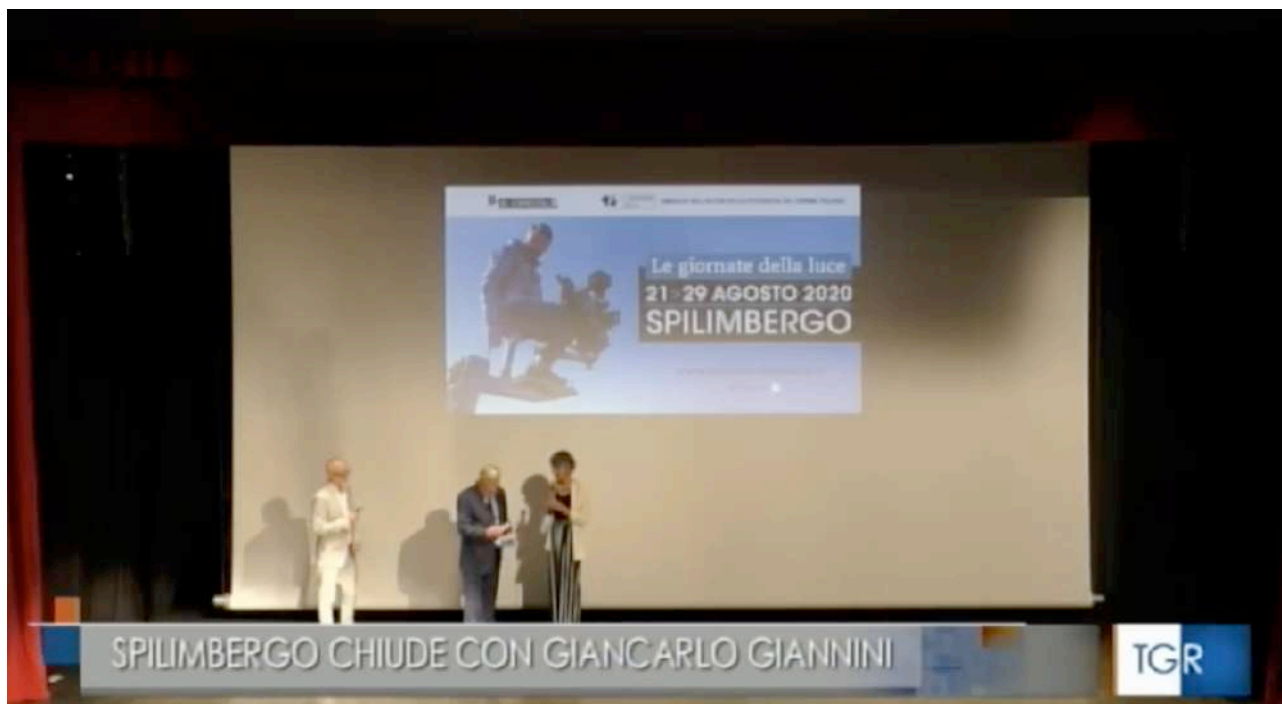 Le giornate della luce
21 > 29 AGOSTO 2020
SPILIMBERGO
SPILIMBERGO CHIUDE CON GIANCARLO GIANNINI
TGR